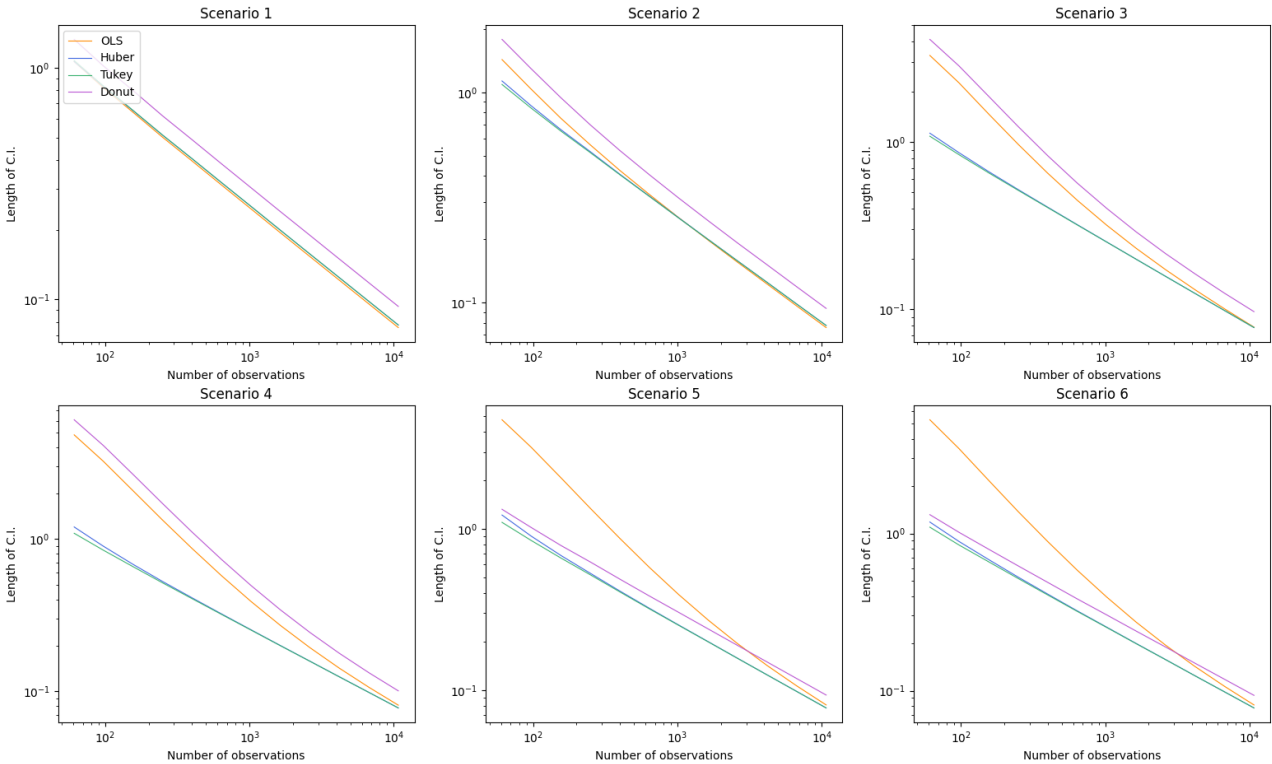 Scenario 1
Scenario 2
Scenario 3
OLS
Huber
Tukey
Donut
Length of C.I.
10⁰
10⁻¹
10²
10³
10⁴
Number of observations
Length of C.I.
10⁰
10⁻¹
10²
10³
10⁴
Number of observations
Length of C.I.
10⁰
10⁻¹
10²
10³
10⁴
Number of observations
Scenario 4
Scenario 5
Scenario 6
Length of C.I.
10⁰
10⁻¹
10²
10³
10⁴
Number of observations
Length of C.I.
10⁰
10⁻¹
10²
10³
10⁴
Number of observations
Length of C.I.
10⁰
10⁻¹
10²
10³
10⁴
Number of observations